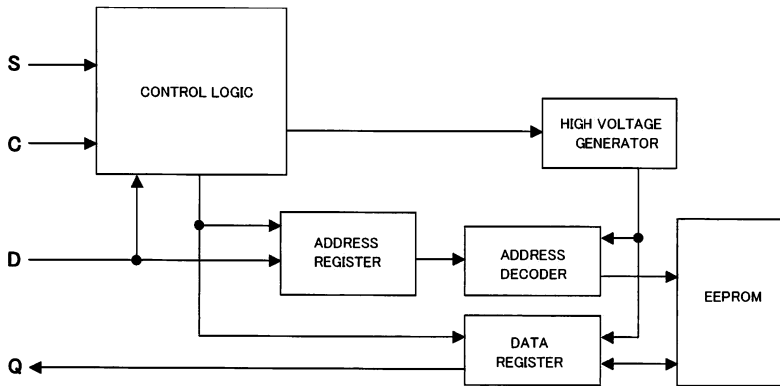 S
CONTROL LOGIC
C
HIGH VOLTAGE
GENERATOR
D
ADDRESS
REGISTER
ADDRESS
DECODER
EEPROM
Q
DATA
REGISTER